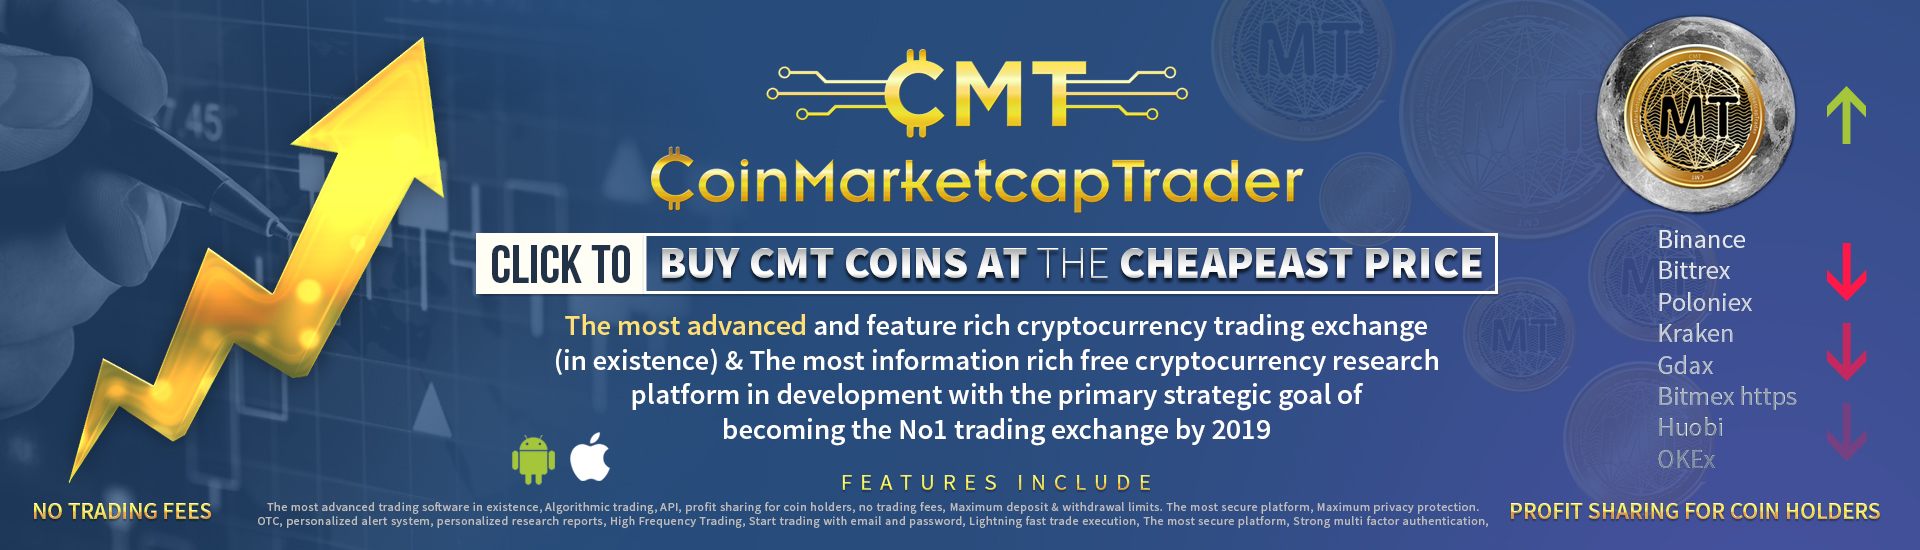 CMT
CoinMarketcapTrader
CLICK TO BUY CMT COINS AT THE CHEAPEAST PRICE
The most advanced and feature rich cryptocurrency trading exchange
(in existence) & The most information rich free cryptocurrency research
platform in development with the primary strategic goal of
becoming the No1 trading exchange by 2019
FEATURES INCLUDE
The most advanced trading software in existence, Algorithmic trading, API, profit sharing for coin holders, no trading fees, Maximum deposit & withdrawal limits. The most secure platform, Maximum privacy protection.
OTC, personalized alert system, personalized research reports, High Frequency Trading, Start trading with email and password, Lightning fast trade execution, The most secure platform, Strong multi factor authentication,
NO TRADING FEES
45
MT
MT
MT
MT
MT
Binance
Bittrex
Poloniex
Kraken
Gdax
Bitmex https
Huobi
OKEx
PROFIT SHARING FOR COIN HOLDERS